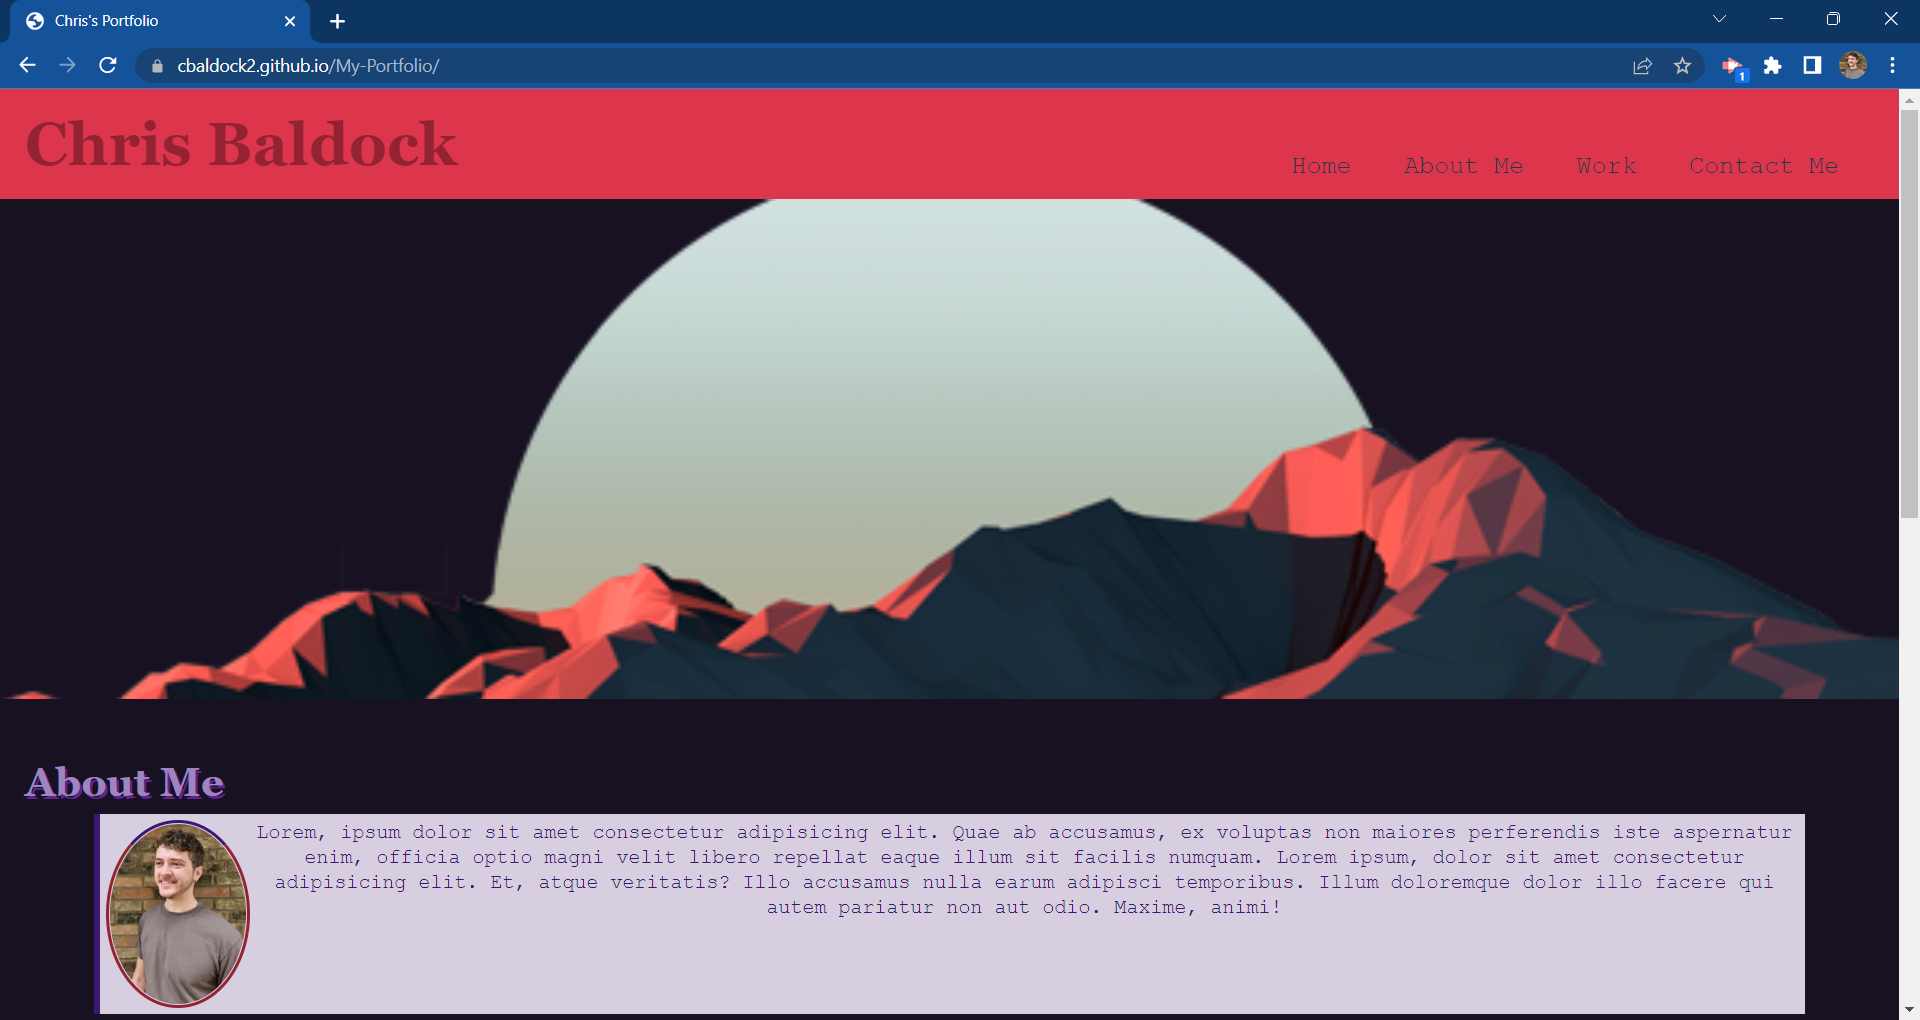 Chris's Portfolio
cbaldock2.github.io/My-Portfolio/
1
Chris Baldock
Home About Me Work Contact Me
About Me
Lorem, ipsum dolor sit amet consectetur adipisicing elit. Quae ab accusamus, ex voluptas non maiores perferendis iste aspernatur
enim, officia optio magni velit libero repellat eaque illum sit facilis numquam. Lorem ipsum, dolor sit amet consectetur
adipisicing elit. Et, atque veritatis? Illo accusamus nulla earum adipisci temporibus. Illum doloremque dolor illo facere qui
autem pariatur non aut odio. Maxime, animi!